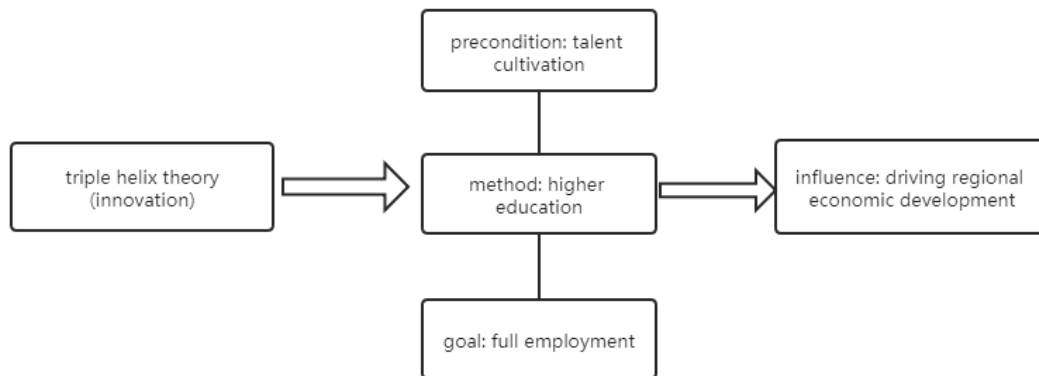 precondition: talent
cultivation
triple helix theory
(innovation)
method: higher
education
influence: driving regional
economic development
goal: full employment